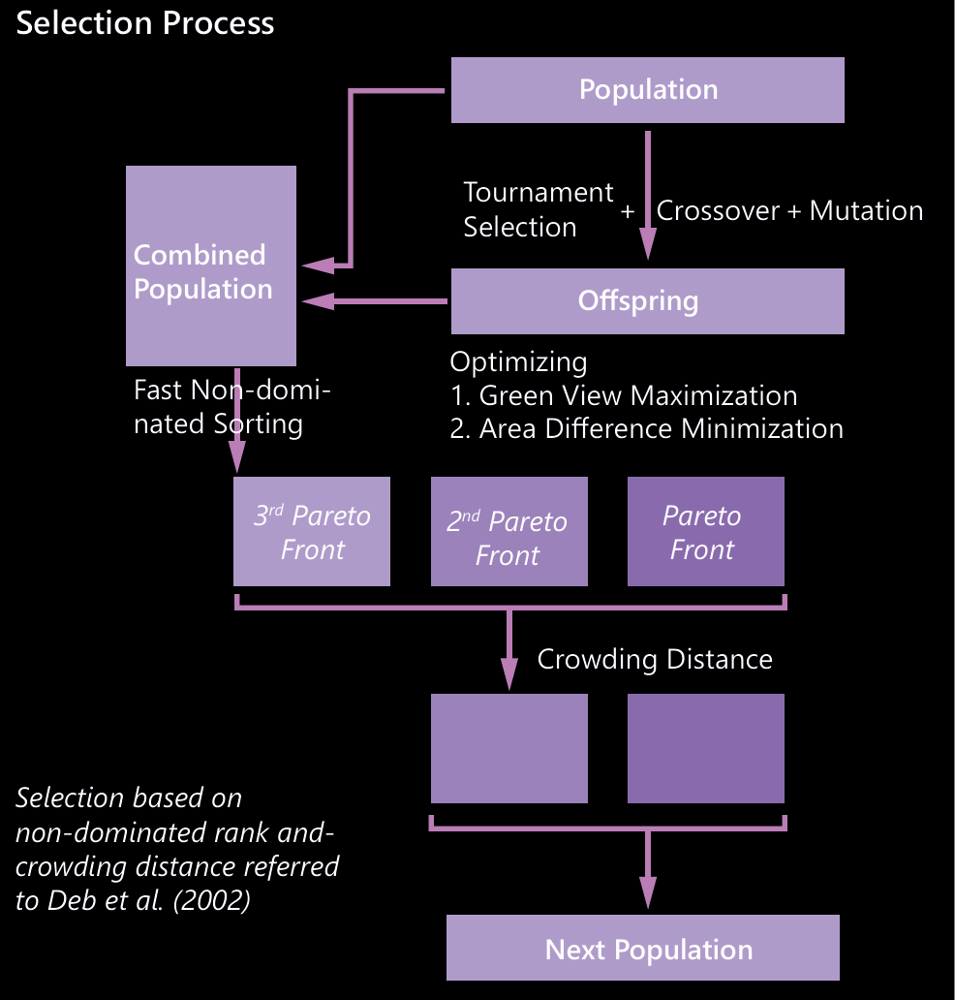 Selection Process
Population
Tournament
Selection
+
Crossover + Mutation
Combined
Population
Offspring
Optimizing
1. Green View Maximization
2. Area Difference Minimization
Fast Non-domi-
nated Sorting
3rd Pareto
Front
2nd Pareto
Front
Pareto
Front
Crowding Distance
Selection based on
non-dominated rank and-
crowding distance referred
to Deb et al. (2002)
Next Population